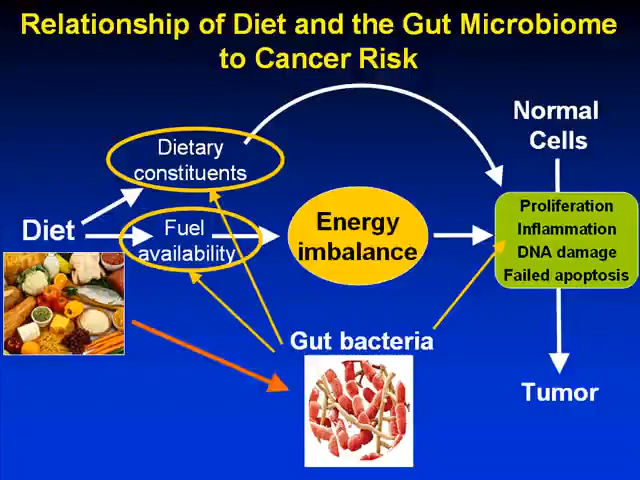 Relationship of Diet and the Gut Microbiome
to Cancer Risk
Normal
Cells
Dietary
constituents
Diet
Fuel
availability
Energy
imbalance
Proliferation
Inflammation
DNA damage
Failed apoptosis
Gut bacteria
Tumor